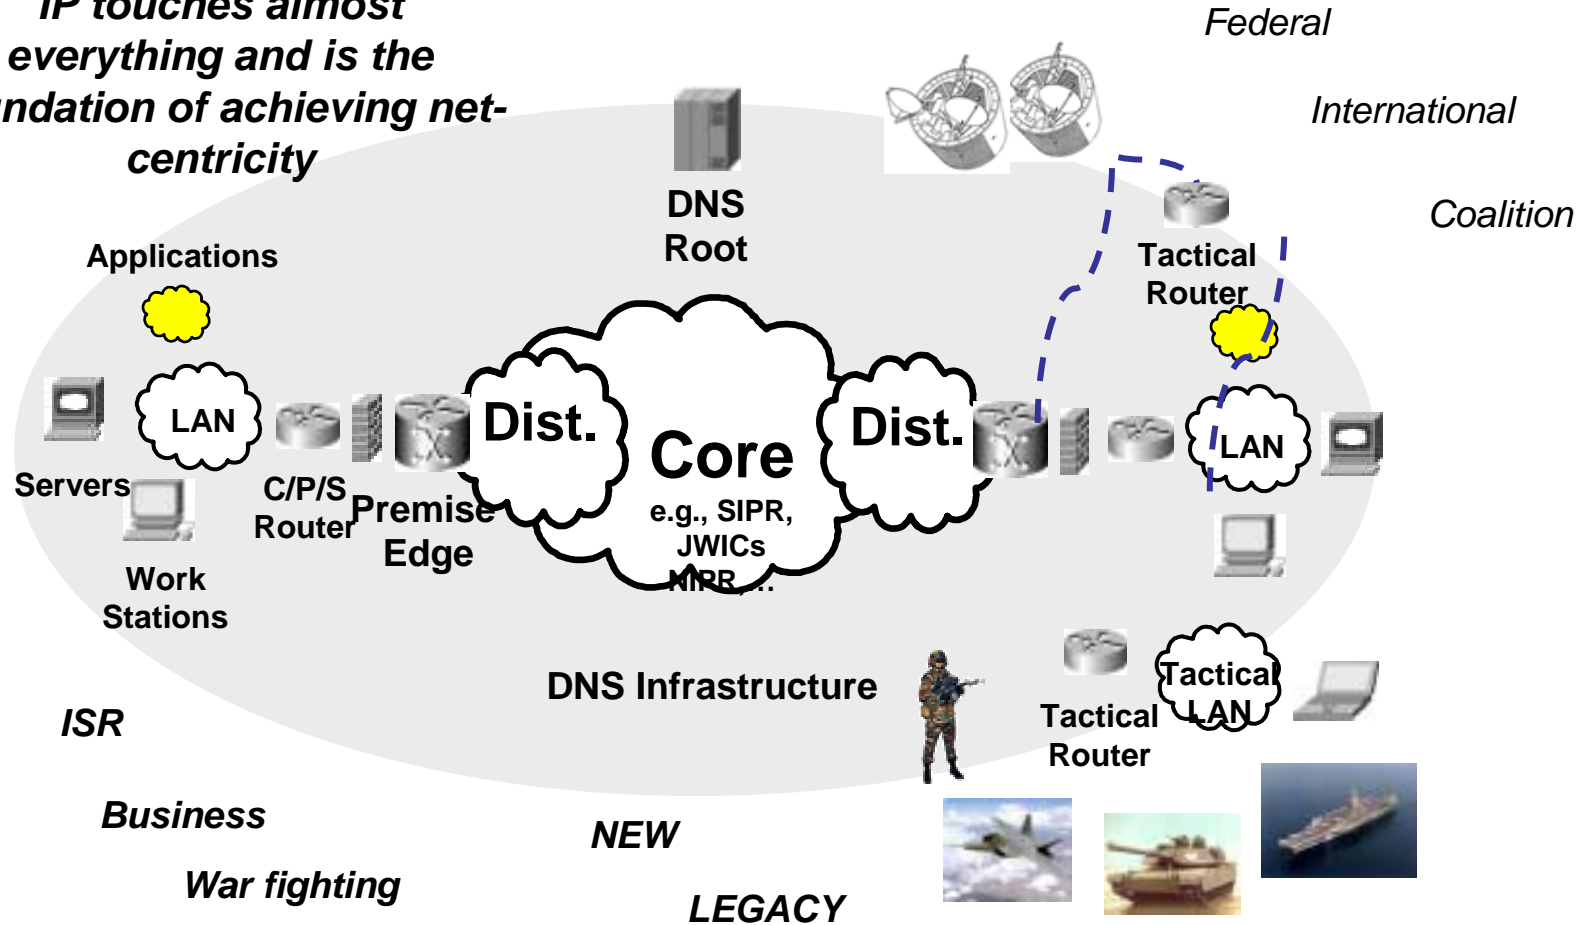 IP touches almost
everything and is the
undation of achieving net-
centricity
Federal
International
Coalition
DNS
Root
Applications
Tactical
Router
LAN
Servers
C/P/S
Router
Work
Stations
Premise
Edge
Dist.
Core
e.g., SIPR,
JWICs
NIPR,…
Dist.
LAN
DNS Infrastructure
Tactical
Router
Tactical
LAN
ISR
Business
War fighting
NEW
LEGACY